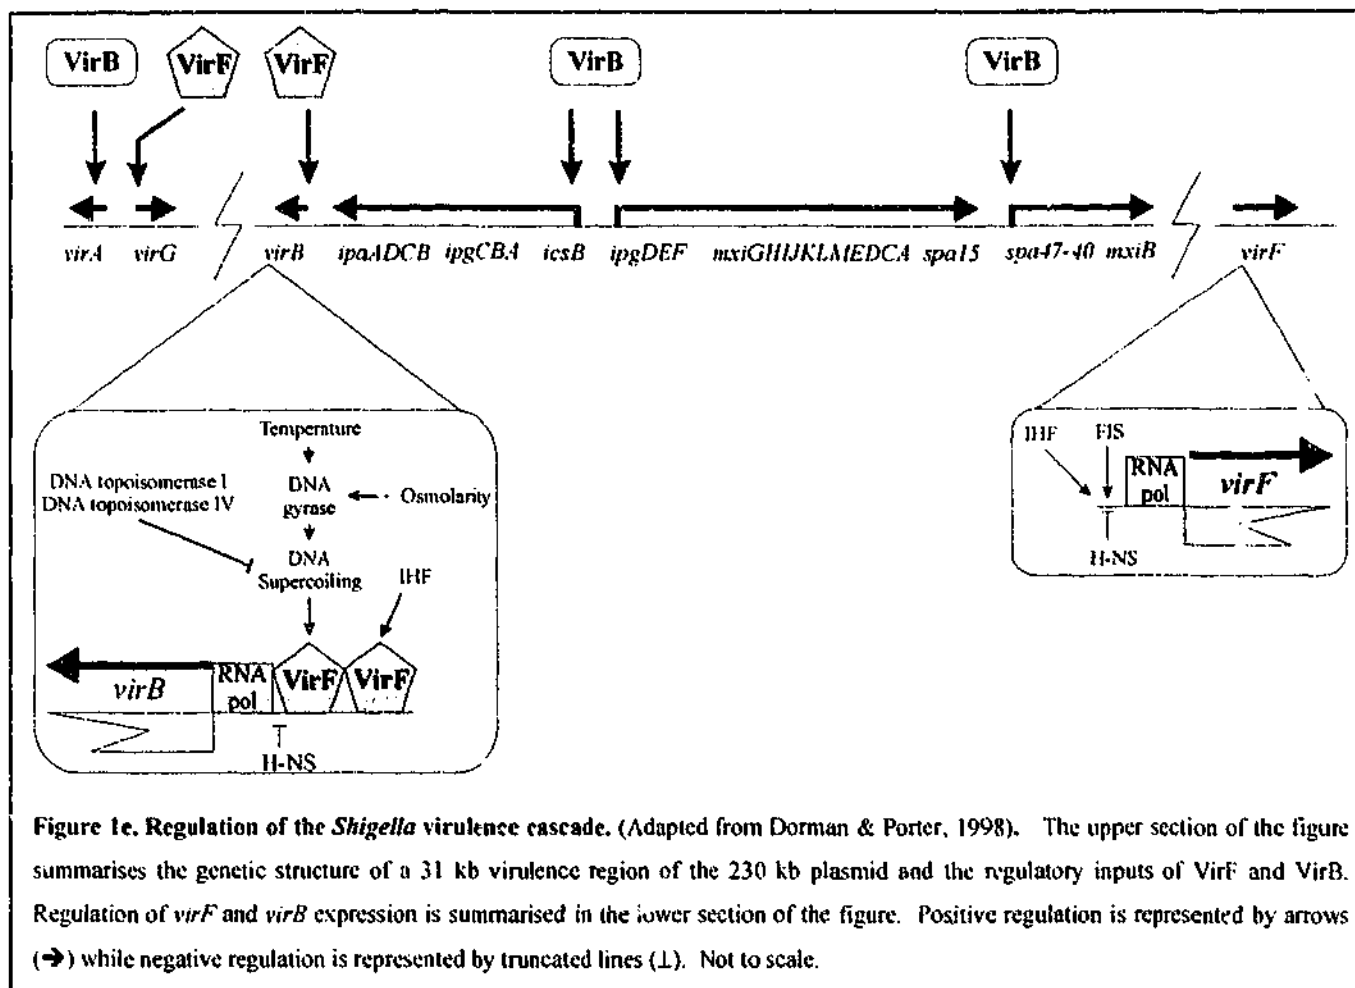 VirB VirF VirF VirB VirB
virA virG virB ipaADCB ipgCBA icsB ipgDEF mxiGHIJKLMEDCA spa15 spa47-40 mxiB virF
Temperature
DNA topoisomerase I
DNA topoisomerase IV
DNA
gyrase
Osmolarity
DNA
Supercoiling
IHF
virB
RNA
pol
VirF VirF
H-NS
IHF FIS
RNA
pol
virF
H-NS
Figure 1e. Regulation of the Shigella virulence cascade. (Adapted from Dorman & Porter, 1998). The upper section of the figure
summarises the genetic structure of a 31 kb virulence region of the 230 kb plasmid and the regulatory inputs of VirF and VirB.
Regulation of virF and virB expression is summarised in the lower section of the figure. Positive regulation is represented by arrows
(➔) while negative regulation is represented by truncated lines (⊥). Not to scale.